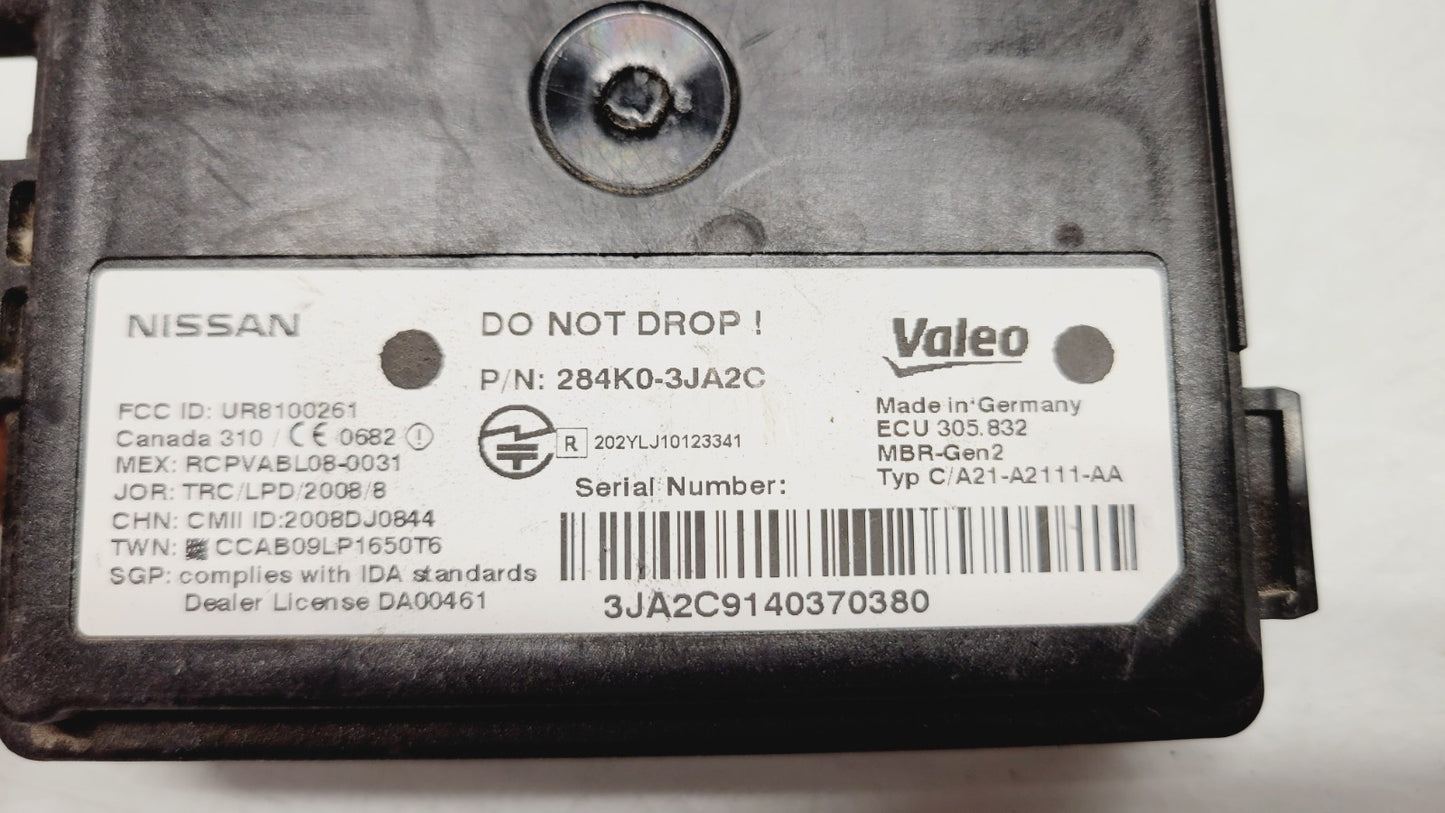 NISSAN
DO NOT DROP !
P/N: 284K0-3JA2C
Valeo
FCC ID: UR8100261
Canada 310 / CE 0682
MEX: RCPVABL08-0031
JOR: TRC/LPD/2008/8
CHN: CMII ID:2008DJ0844
TWN: CCAB09LP1650T6
SGP: complies with IDA standards
Dealer License DA00461
R 202YLJ10123341
Serial Number:
3JA2C9140370380
Made in Germany
ECU 305.832
MBR-Gen2
Typ C/A21-A2111-AA